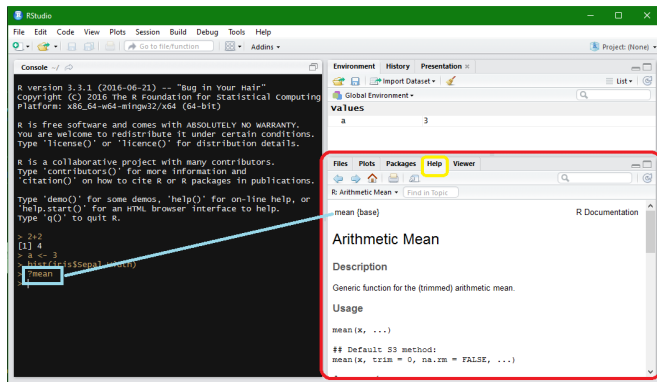 RStudio
File Edit Code View Plots Session Build Debug Tools Help
Go to file/function Addins Project: (None)
Console ~/
R version 3.3.1 (2016-06-21) -- "Bug in Your Hair"
Copyright (C) 2016 The R Foundation for Statistical Computing
Platform: x86_64-w64-mingw32/x64 (64-bit)
R is free software and comes with ABSOLUTELY NO WARRANTY.
You are welcome to redistribute it under certain conditions.
Type 'license()' or 'licence()' for distribution details.
R is a collaborative project with many contributors.
Type 'contributors()' for more information and
'citation()' on how to cite R or R packages in publications.
Type 'demo()' for some demos, 'help()' for on-line help, or
'help.start()' for an HTML browser interface to help.
Type 'q()' to quit R.
> 2+2
[1] 4
> a <- 3
> hist(iris$Sepal.Width)
> ?mean
>
Environment History Presentation
Import Dataset List
Global Environment
Values
a 3
Files Plots Packages Help Viewer
R: Arithmetic Mean Find in Topic
mean {base} R Documentation
Arithmetic Mean
Description
Generic function for the (trimmed) arithmetic mean.
Usage
mean(x, ...)
## Default S3 method:
mean(x, trim = 0, na.rm = FALSE, ...)